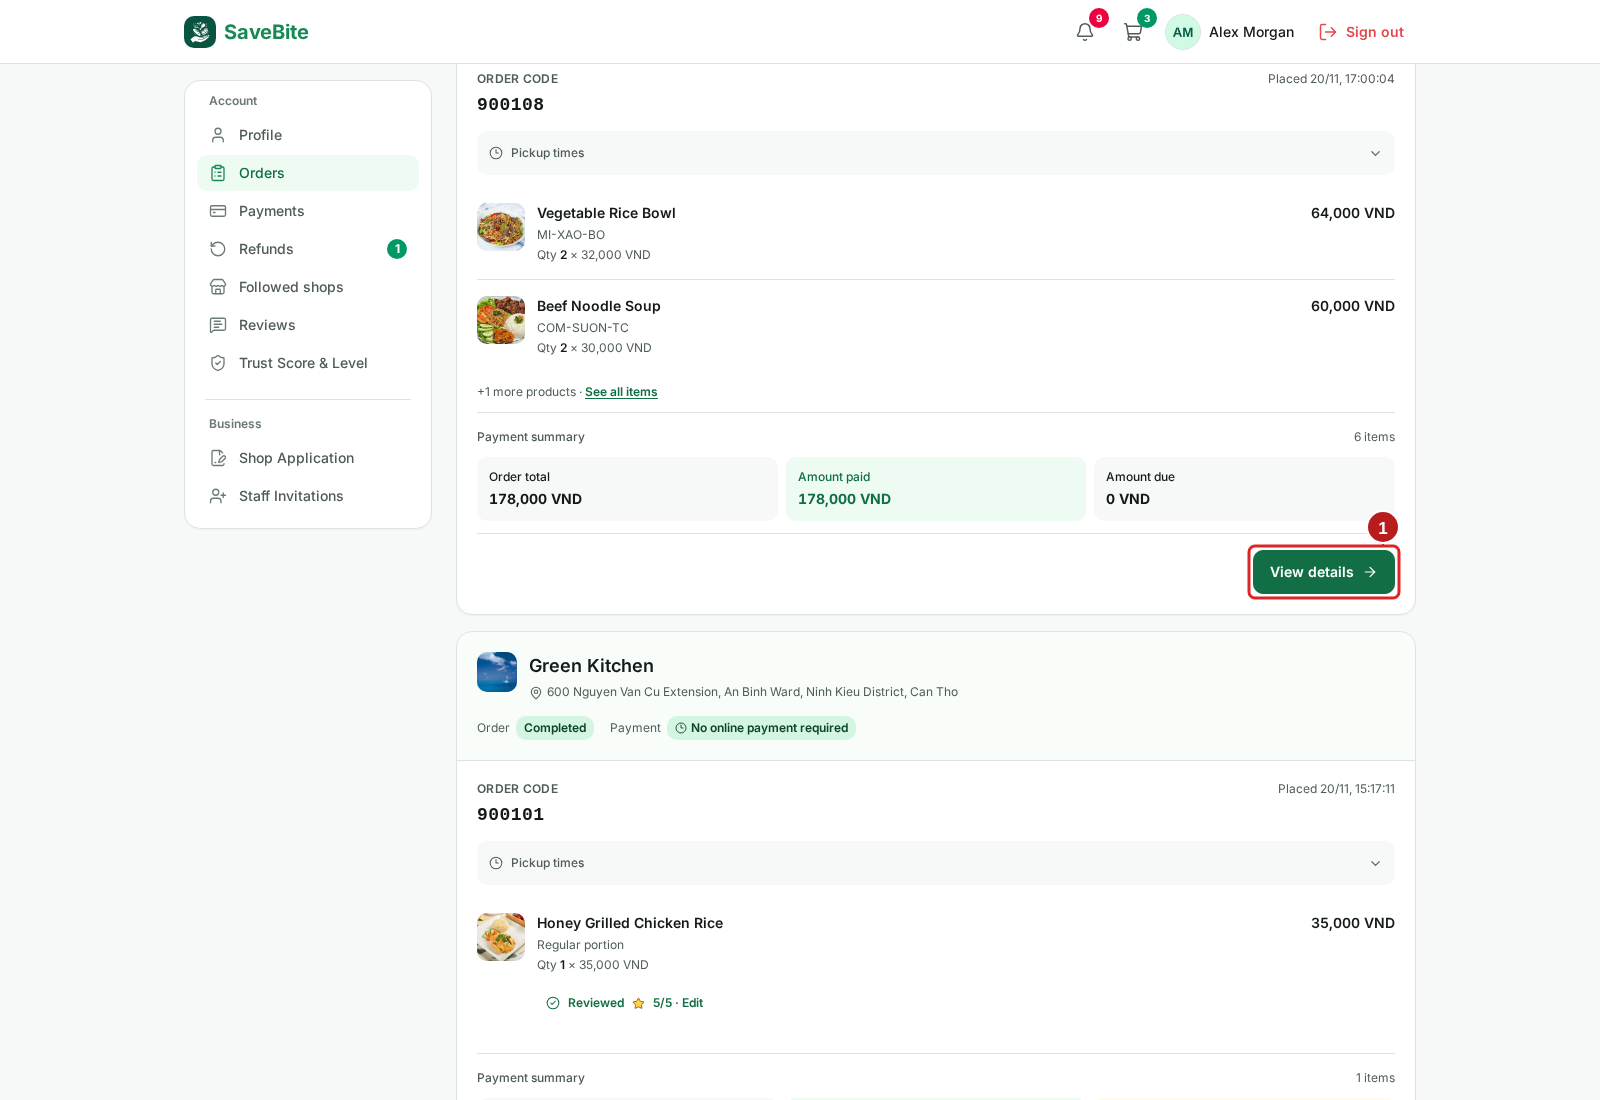 SaveBite
9
3
AM
Alex Morgan
Sign out
Account
Profile
Orders
Payments
Refunds
1
Followed shops
Reviews
Trust Score & Level
Business
Shop Application
Staff Invitations
ORDER CODE
Placed 20/11, 17:00:04
900108
Pickup times
Vegetable Rice Bowl
64,000 VND
MI-XAO-BO
Qty 2 × 32,000 VND
Beef Noodle Soup
60,000 VND
COM-SUON-TC
Qty 2 × 30,000 VND
+1 more products · See all items
Payment summary
6 items
Order total
178,000 VND
Amount paid
178,000 VND
Amount due
0 VND
1
View details
Green Kitchen
600 Nguyen Van Cu Extension, An Binh Ward, Ninh Kieu District, Can Tho
Order Completed Payment No online payment required
ORDER CODE
Placed 20/11, 15:17:11
900101
Pickup times
Honey Grilled Chicken Rice
35,000 VND
Regular portion
Qty 1 × 35,000 VND
Reviewed 5/5 · Edit
Payment summary
1 items